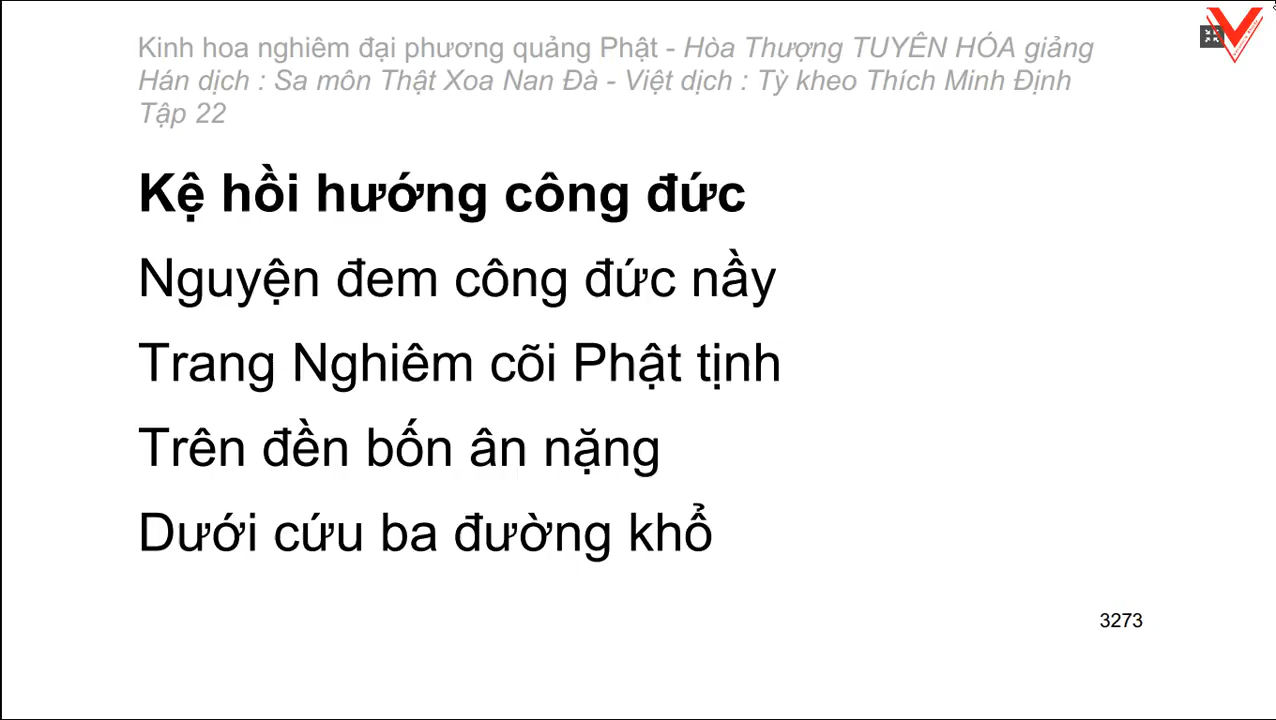 Kinh hoa nghiêm đại phương quảng Phật - Hòa Thượng TUYÊN HÓA giảng
Hán dịch : Sa môn Thật Xoa Nan Đà - Việt dịch : Tỳ kheo Thích Minh Định
Tập 22
Kệ hồi hướng công đức
Nguyện đem công đức nầy
Trang Nghiêm cõi Phật tịnh
Trên đền bốn ân nặng
Dưới cứu ba đường khổ
3273